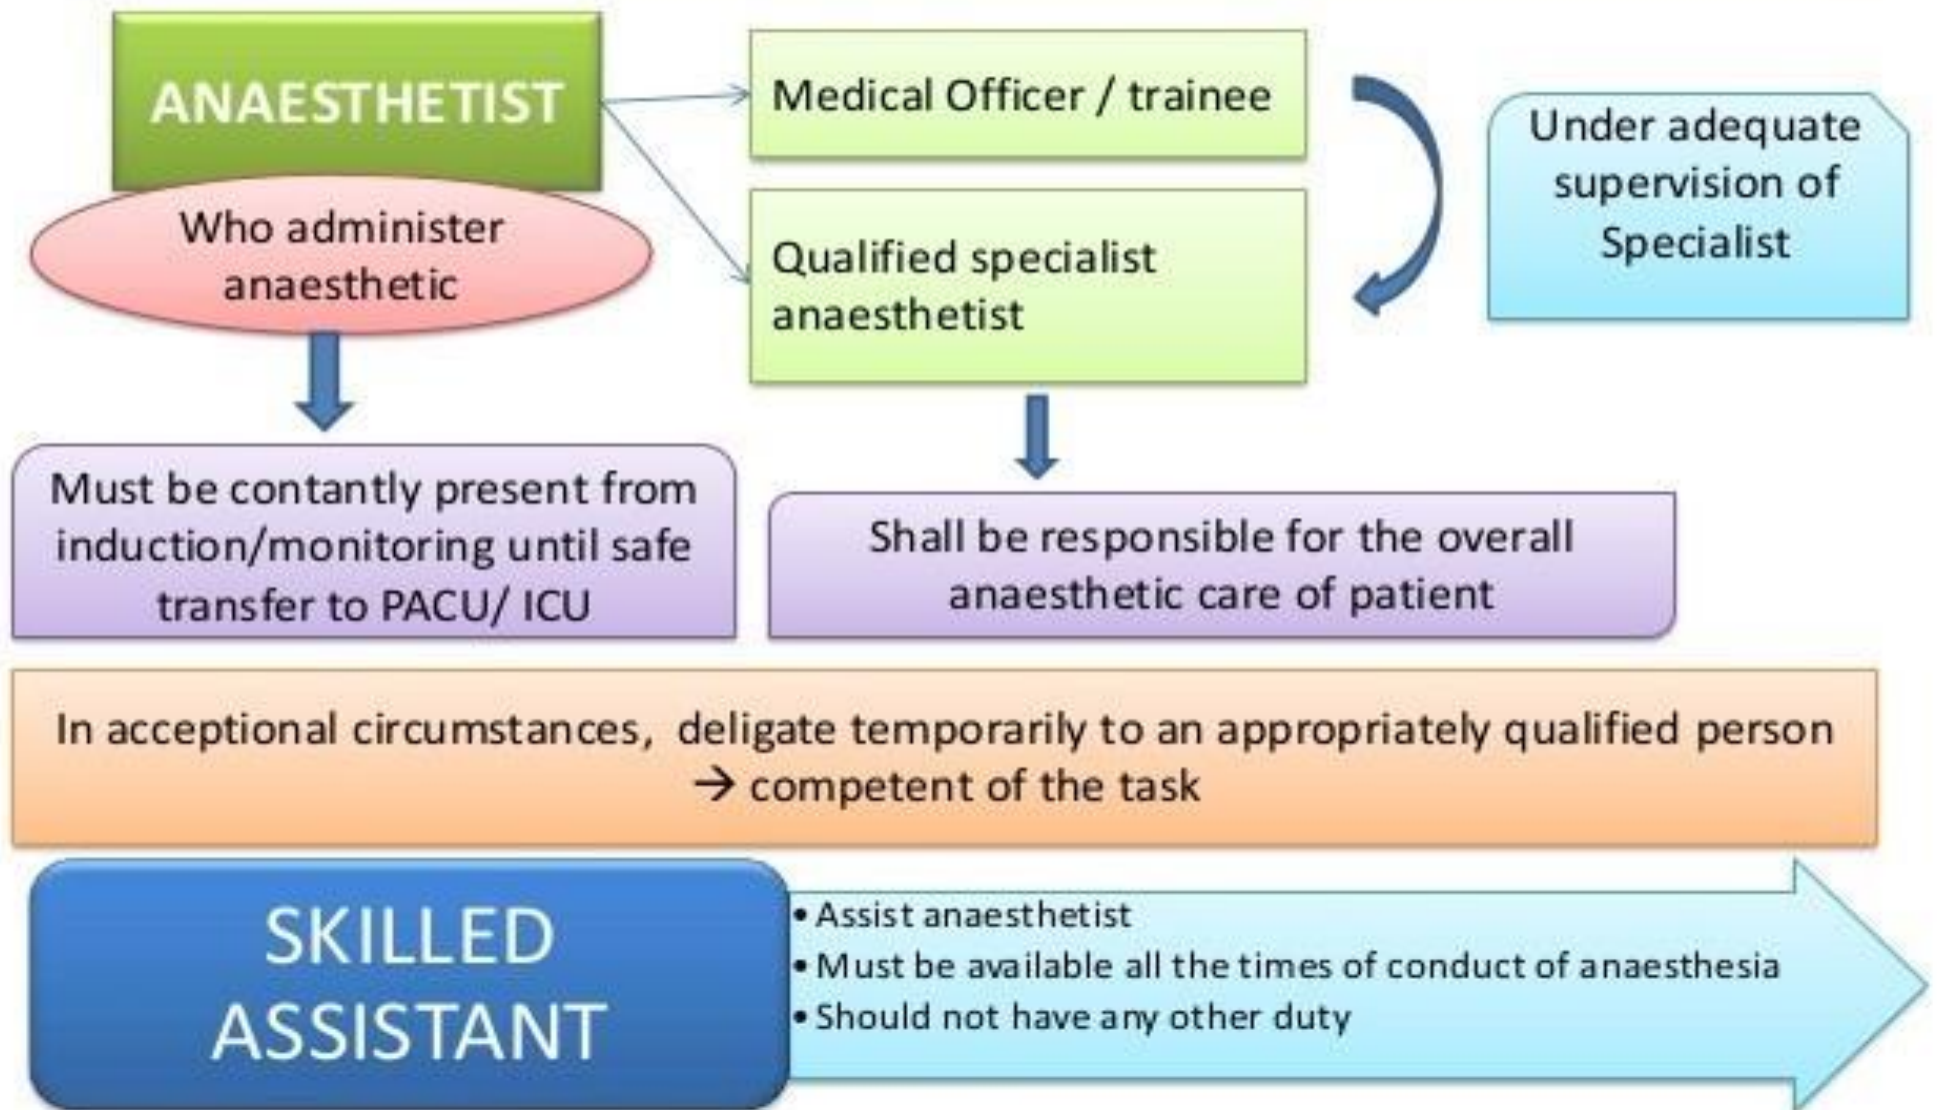 ANAESTHETIST
Who administer
anaesthetic
Medical Officer / trainee
Qualified specialist
anaesthetist
Under adequate
supervision of
Specialist
Must be contantly present from
induction/monitoring until safe
transfer to PACU/ ICU
Shall be responsible for the overall
anaesthetic care of patient
In acceptional circumstances, deligate temporarily to an appropriately qualified person
→ competent of the task
SKILLED
ASSISTANT
• Assist anaesthetist
• Must be available all the times of conduct of anaesthesia
• Should not have any other duty